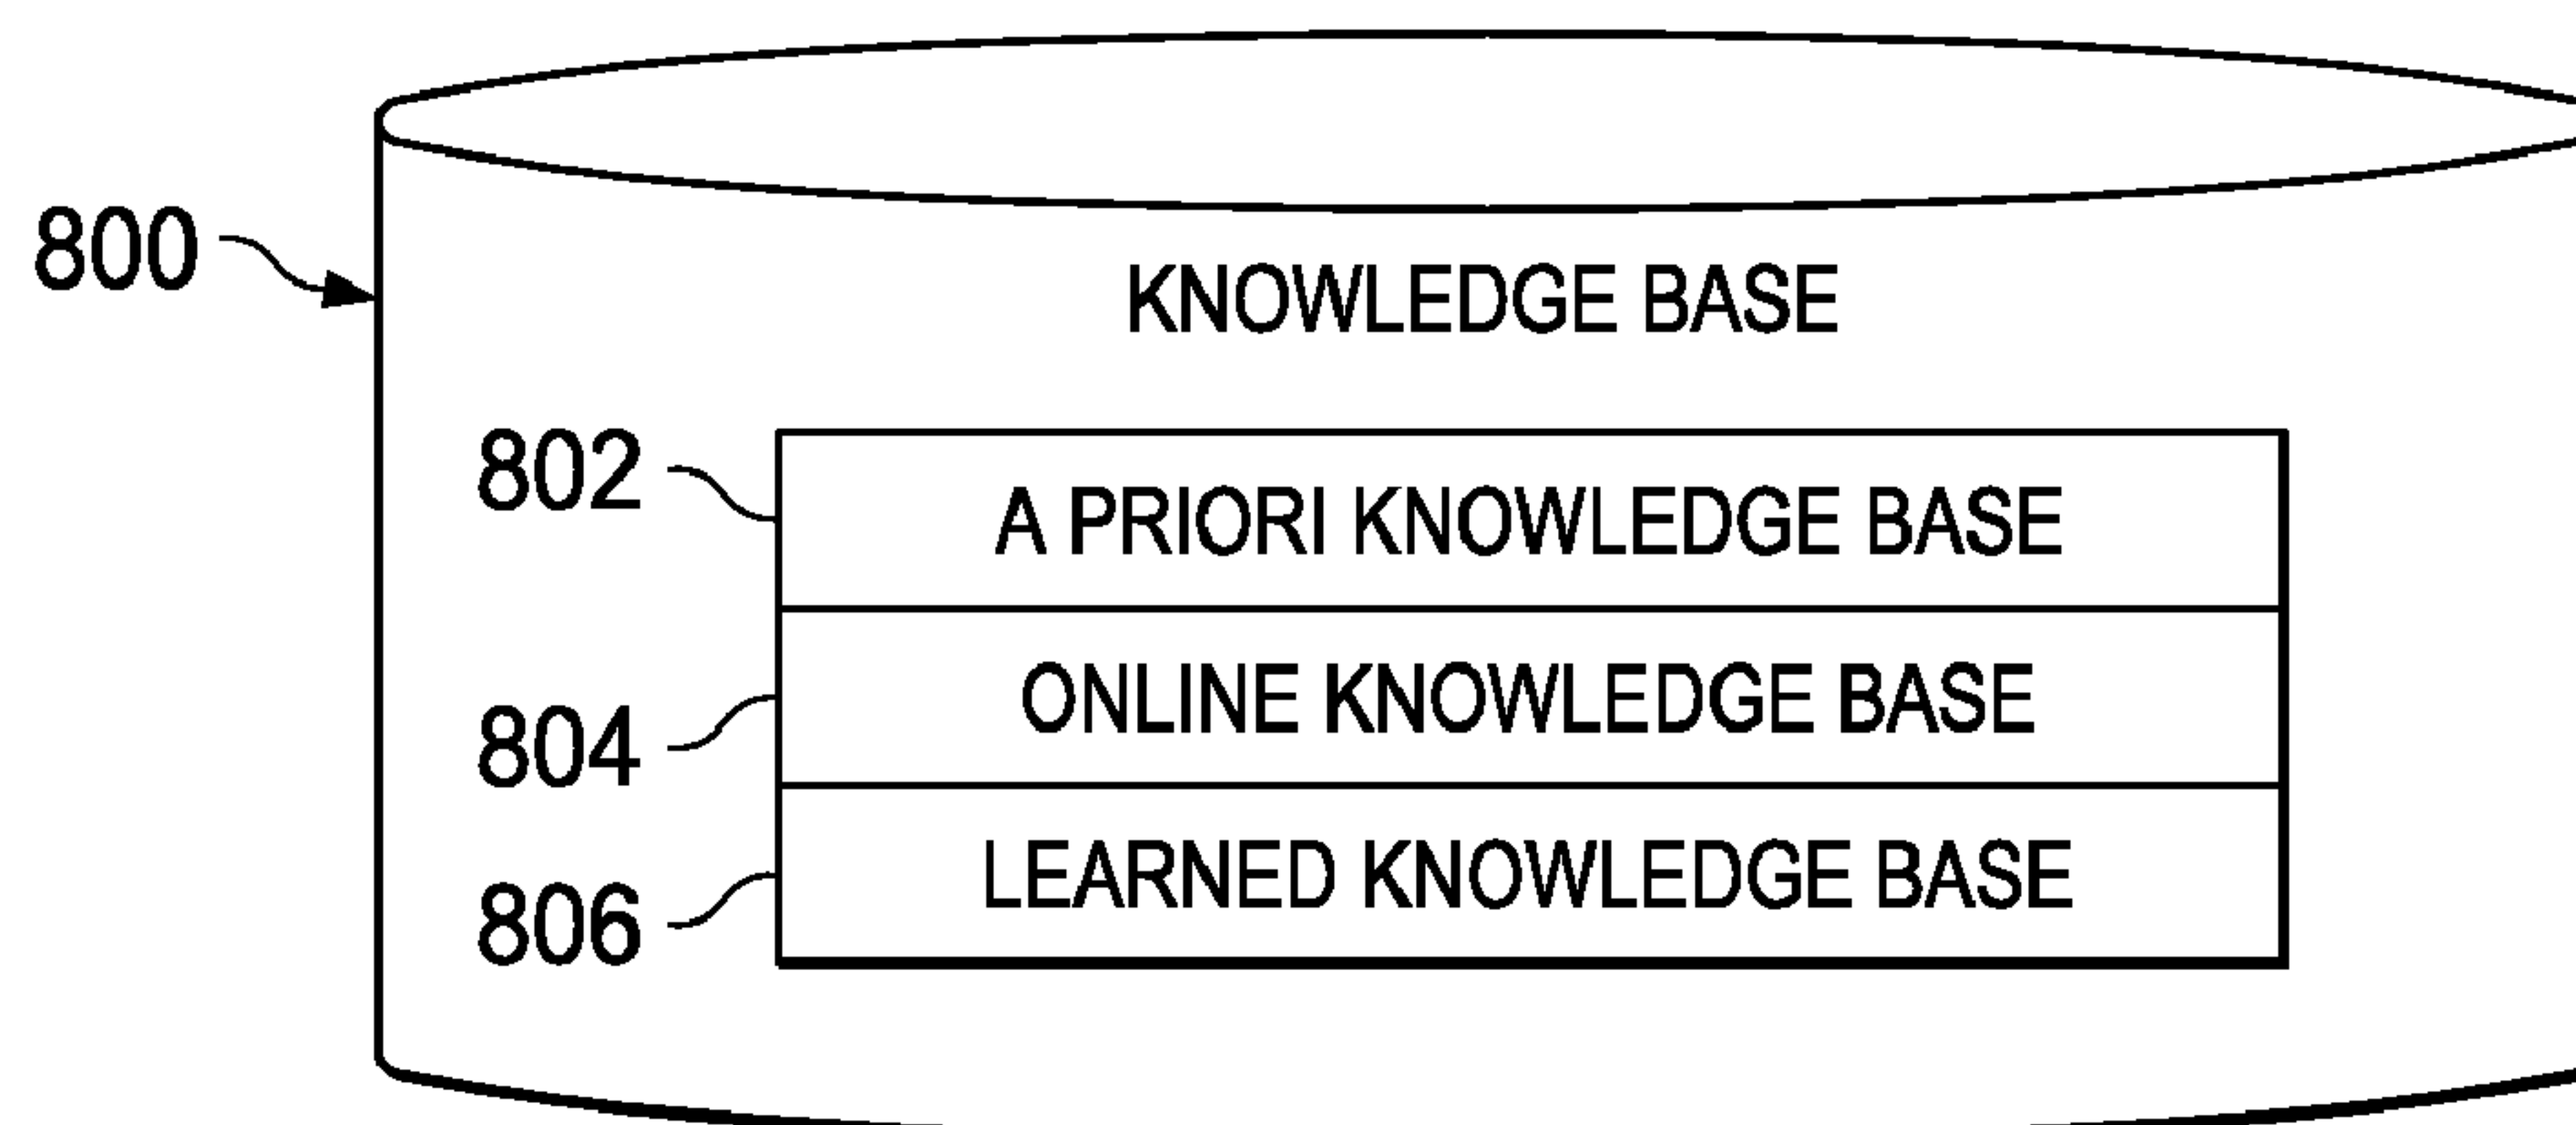 800
KNOWLEDGE BASE
802
A PRIORI KNOWLEDGE BASE
804
ONLINE KNOWLEDGE BASE
806
LEARNED KNOWLEDGE BASE